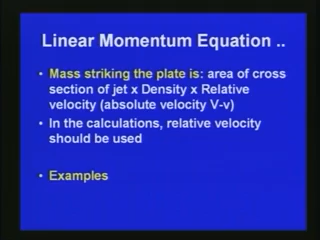 Linear Momentum Equation ..
• Mass striking the plate is: area of cross
section of jet x Density x Relative
velocity (absolute velocity V-v)
• In the calculations, relative velocity
should be used
• Examples